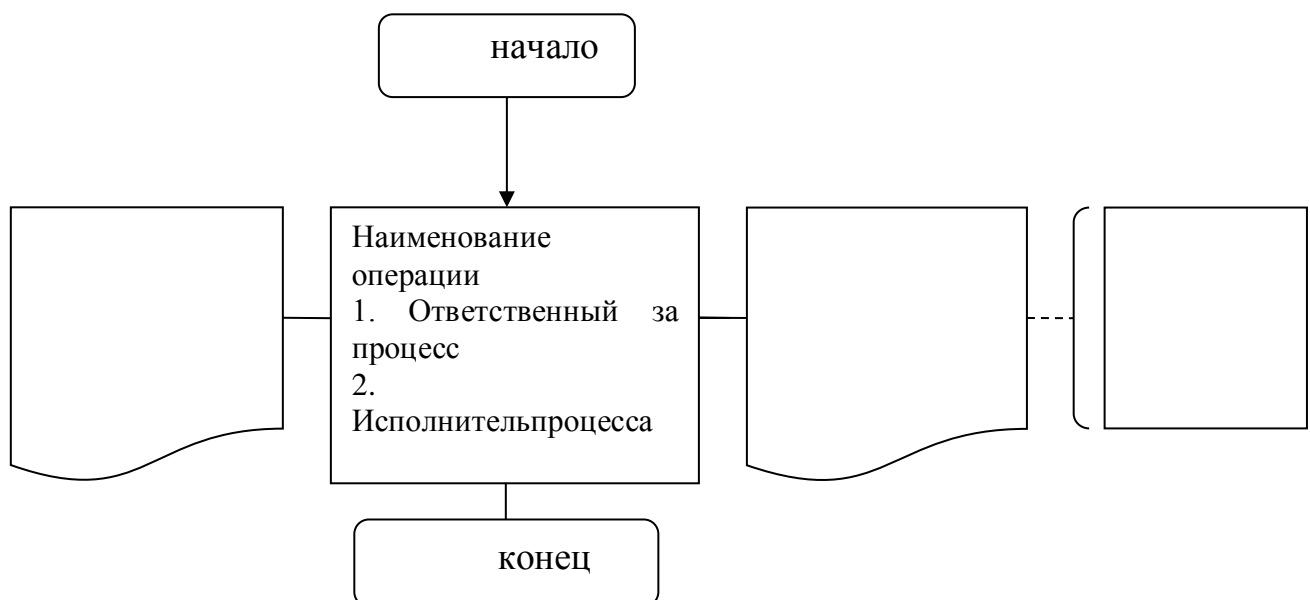 начало
Наименование
операции
1. Ответственный за
процесс
2.
Исполнительпроцесса
конец